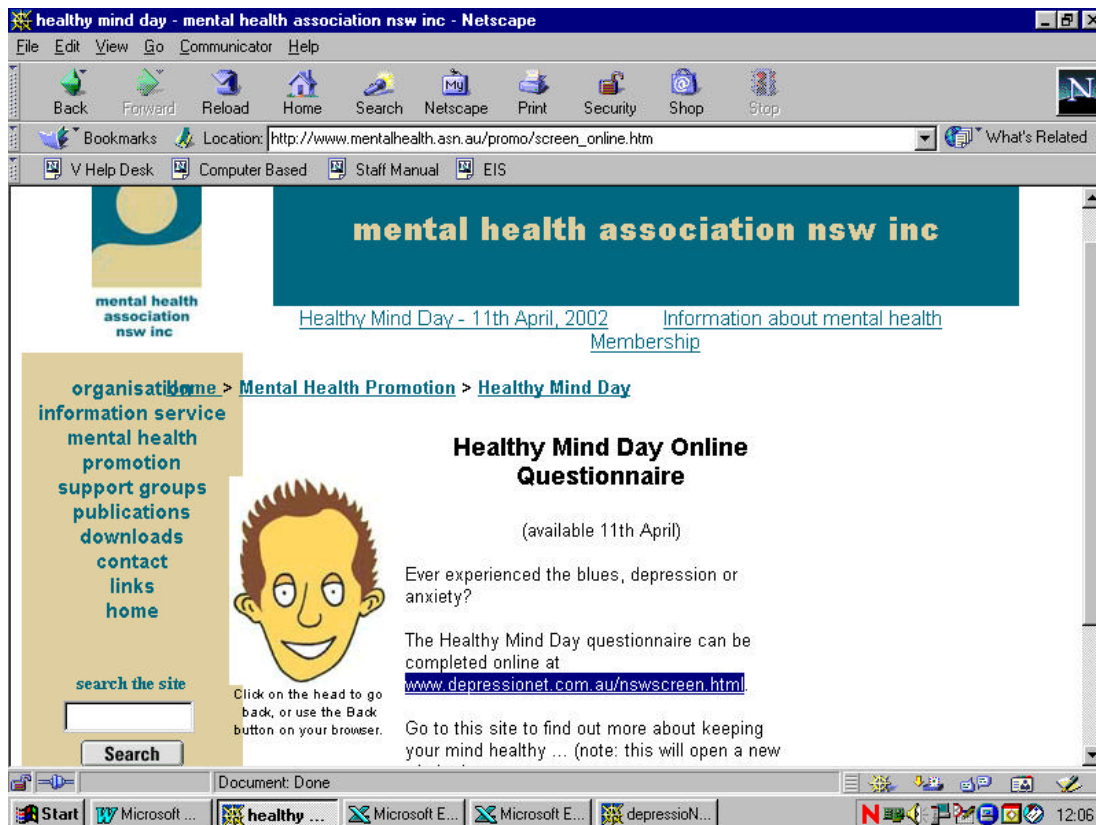 healthy mind day - mental health association nsw inc - Netscape
File Edit View Go Communicator Help
My
Back Forward Reload Home Search Netscape Print Security Shop Stop
N
Bookmarks Location: http://www.mentalhealth.asn.au/promo/screen_online.htm What's Related
V Help Desk Computer Based Staff Manual EIS
mental health association nsw inc
mental health
association
nsw inc
Healthy Mind Day - 11th April, 2002 Information about mental health
Membership
Home > Mental Health Promotion > Healthy Mind Day
organisation
information service
mental health
promotion
support groups
publications
downloads
contact
links
home
search the site
Search
Healthy Mind Day Online
Questionnaire
(available 11th April)
Ever experienced the blues, depression or
anxiety?
The Healthy Mind Day questionnaire can be
completed online at
www.depressionet.com.au/nswscreen.html.
Click on the head to go
back, or use the Back
button on your browser.
Go to this site to find out more about keeping
your mind healthy ... (note: this will open a new
Document: Done
Start Microsoft ... healthy ... Microsoft E... Microsoft E... depressioN... N 12:06